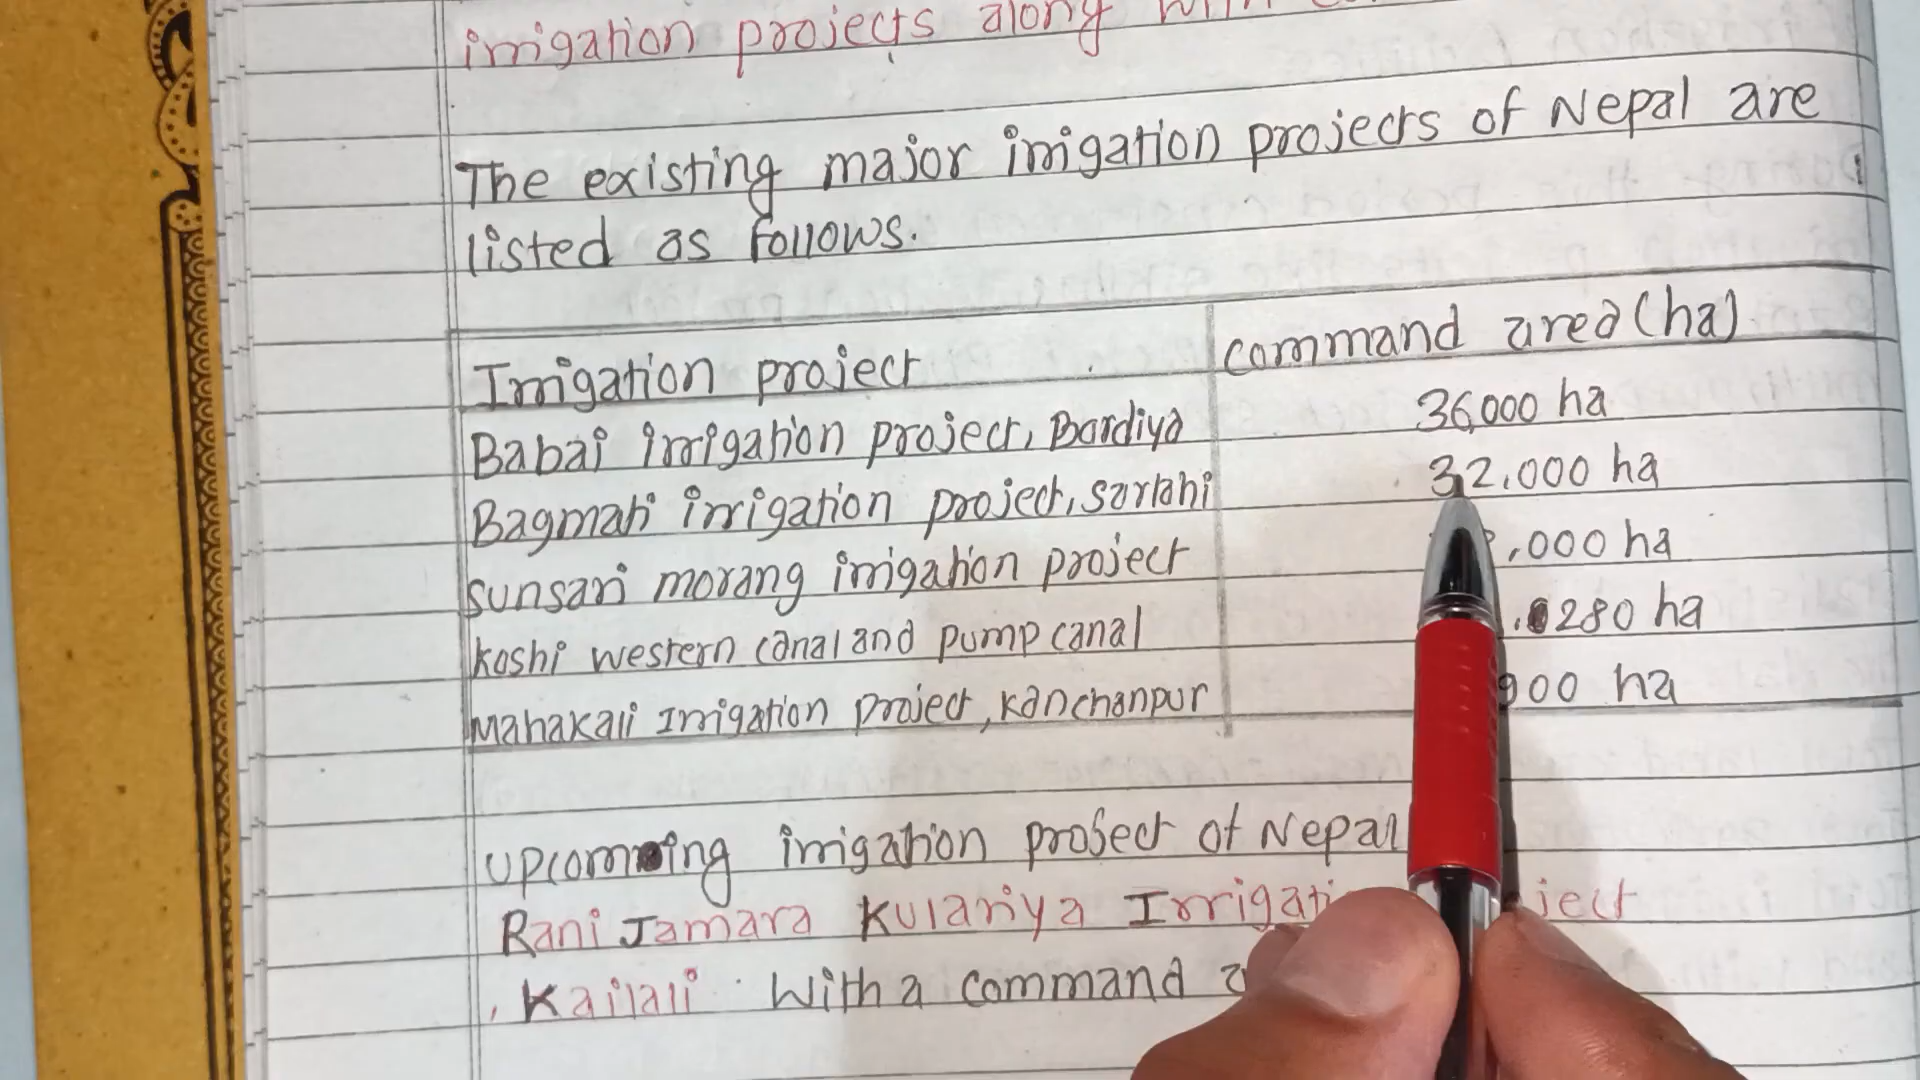 irrigation projects along with
The existing major irrigation projects of Nepal are
listed as follows.
Irrigation project command area (ha)
Babai irrigation project, Bardiya 36,000 ha
Bagmati irrigation project, Sarlahi 32,000 ha
sunsari morang irrigation project ,000 ha
koshi western canal and pump canal 280 ha
Mahakali Irrigation project, Kanchanpur 900 ha
upcoming irrigation project of Nepal
Rani Jamara Kulariya
, Kailali with a command